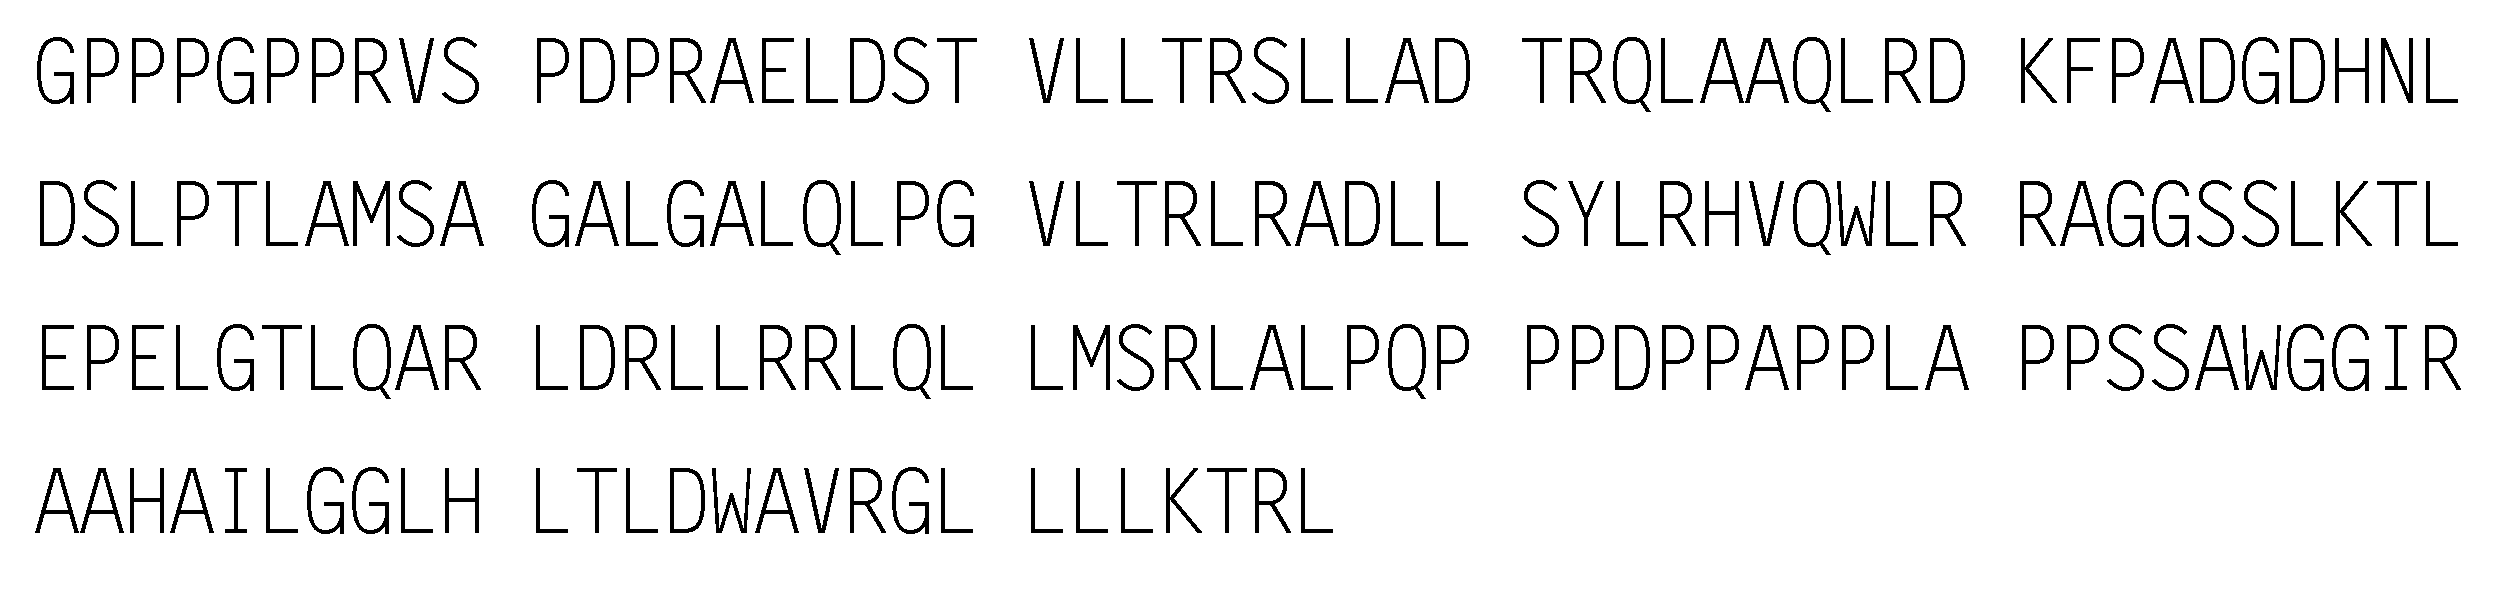 GPPPGPPRVS PDPRAELDST VLLTRSLLAD TRQLAAQLRD KFPADGDHNL
DSLPTLAMSA GALGALQLPG VLTRLRADLL SYLRHVQWLR RAGGSSLKTL
EPELGTLQAR LDRLLRRLQL LMSRLALPQP PPDPPAPPLA PPSSAWGGIR
AAHAILGGLH LTLDWAVRGL LLLKTRL